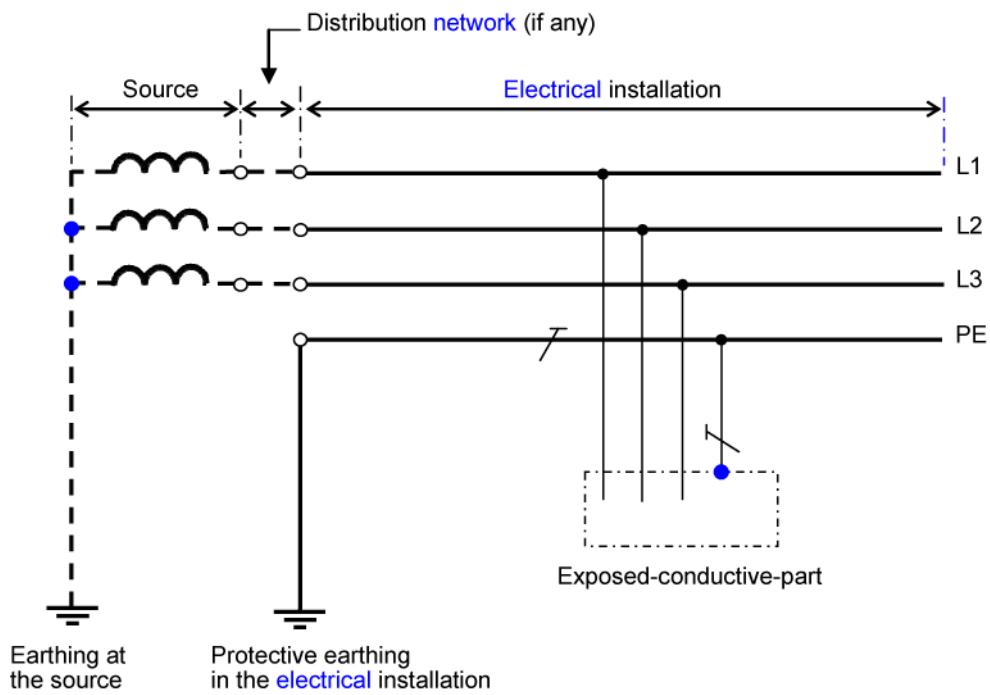 Distribution network (if any)
Source
Electrical installation
L1
L2
L3
PE
Exposed-conductive-part
Earthing at
the source
Protective earthing
in the electrical installation